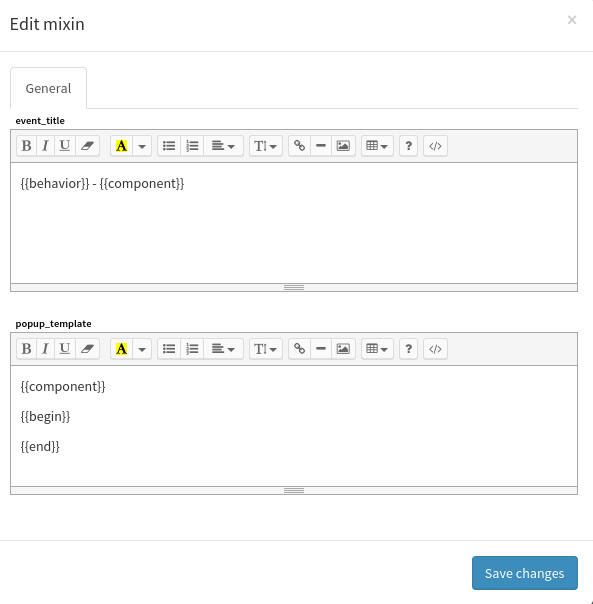 Edit mixin
×
General
event_title
B I U A T ? </>
{{behavior}} - {{component}}
popup_template
B I U A T ? </>
{{component}}
{{begin}}
{{end}}
Save changes